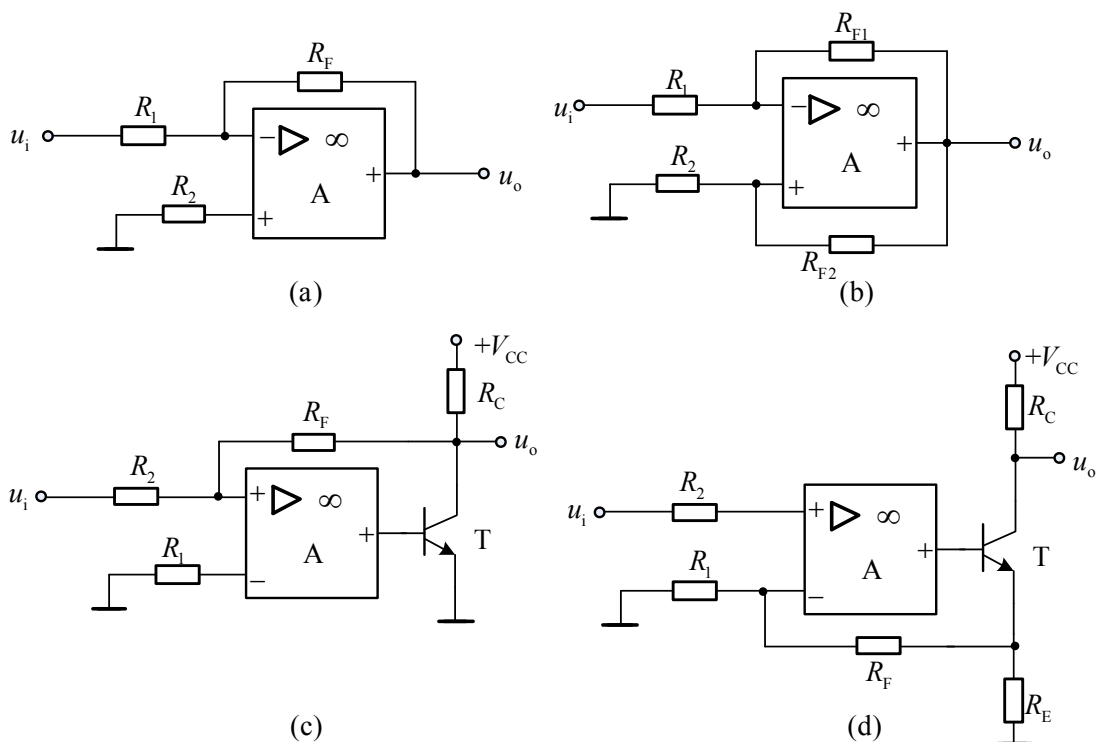 R_F
R_1
u_i
− ▷ ∞
A
+
u_o
R_2
+
(a)
R_F1
R_1
u_i
− ▷ ∞
A
+
u_o
R_2
+
R_F2
(b)
+V_CC
R_C
R_F
u_o
R_2
u_i
+ ▷ ∞
A
+
T
R_1
−
(c)
+V_CC
R_C
u_o
R_2
u_i
+ ▷ ∞
A
+
T
R_1
−
R_F
R_E
(d)